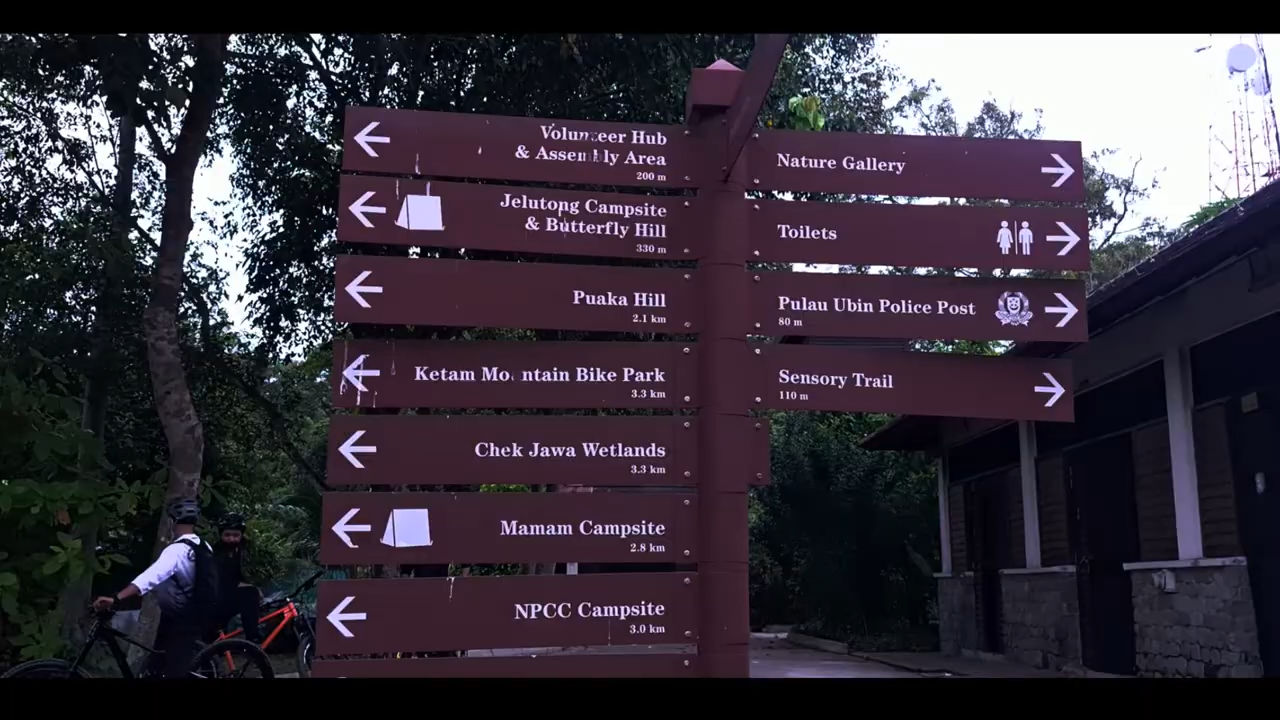 Volunteer Hub
& Assembly Area
200 m
Jelutong Campsite
& Butterfly Hill
330 m
Puaka Hill
2.1 km
Ketam Mountain Bike Park
3.3 km
Chek Jawa Wetlands
3.3 km
Mamam Campsite
2.8 km
NPCC Campsite
3.0 km
Nature Gallery
Toilets
Pulau Ubin Police Post
80 m
Sensory Trail
110 m